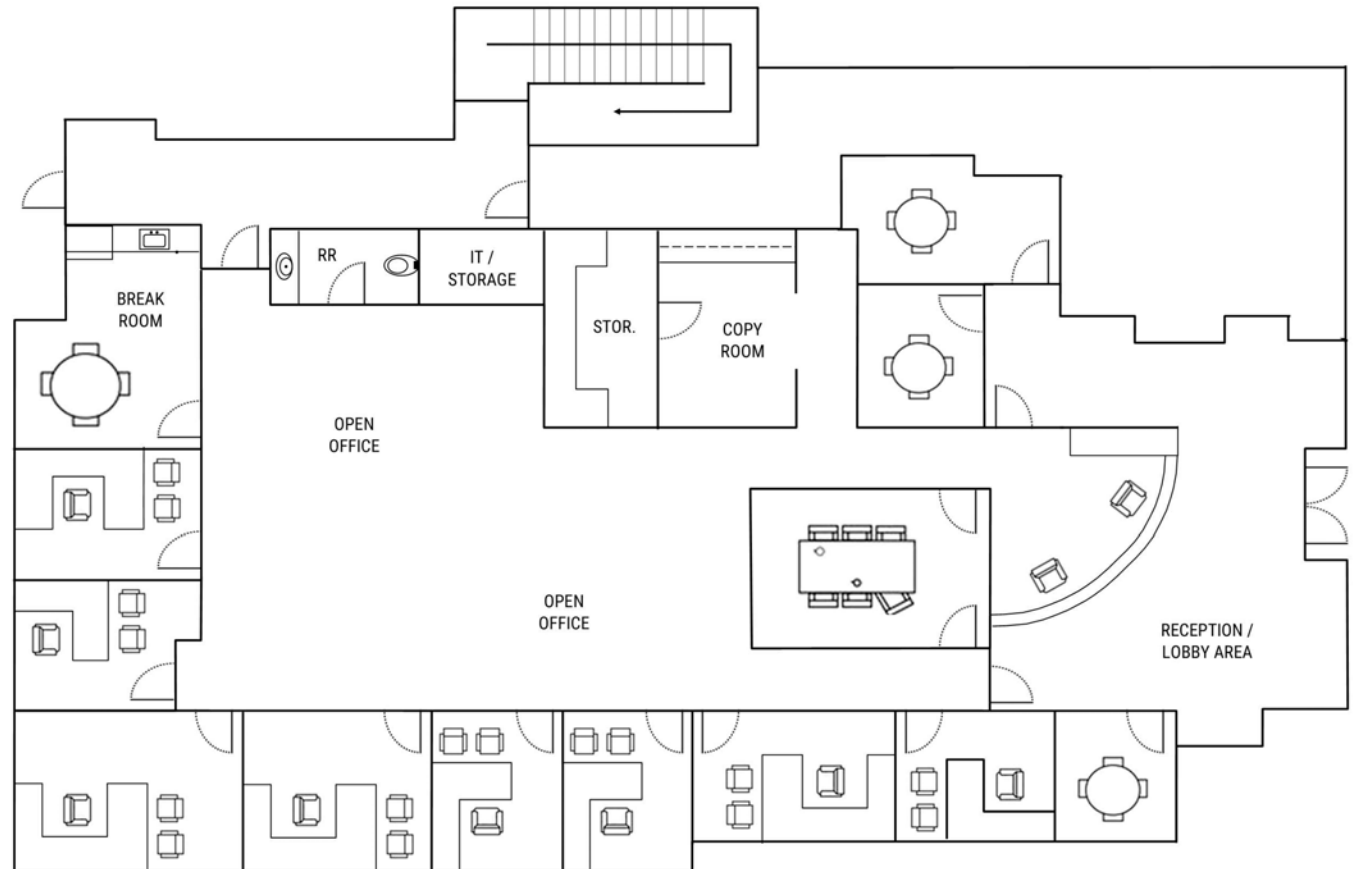 RR
IT /
STORAGE
BREAK
ROOM
STOR.
COPY
ROOM
OPEN
OFFICE
OPEN
OFFICE
RECEPTION /
LOBBY AREA